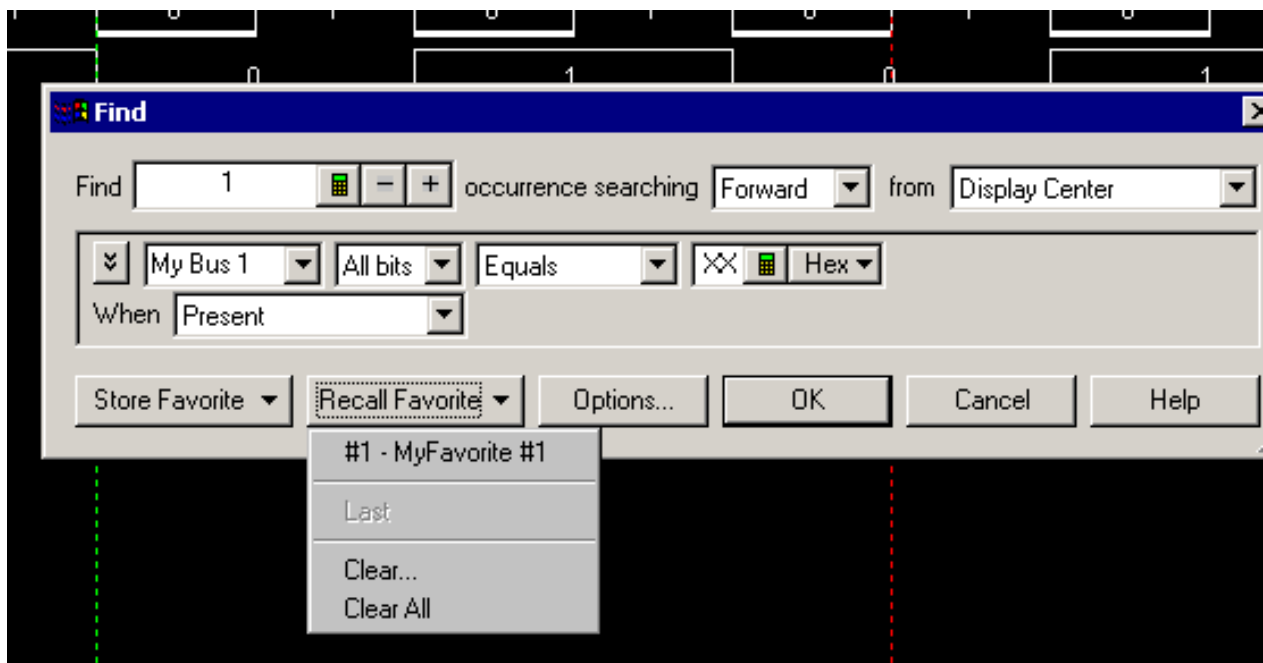 0 1 0 1
Find
Find 1 - + occurrence searching Forward from Display Center
My Bus 1 All bits Equals XX Hex
When Present
Store Favorite Recall Favorite Options... OK Cancel Help
#1 - MyFavorite #1
Last
Clear...
Clear All